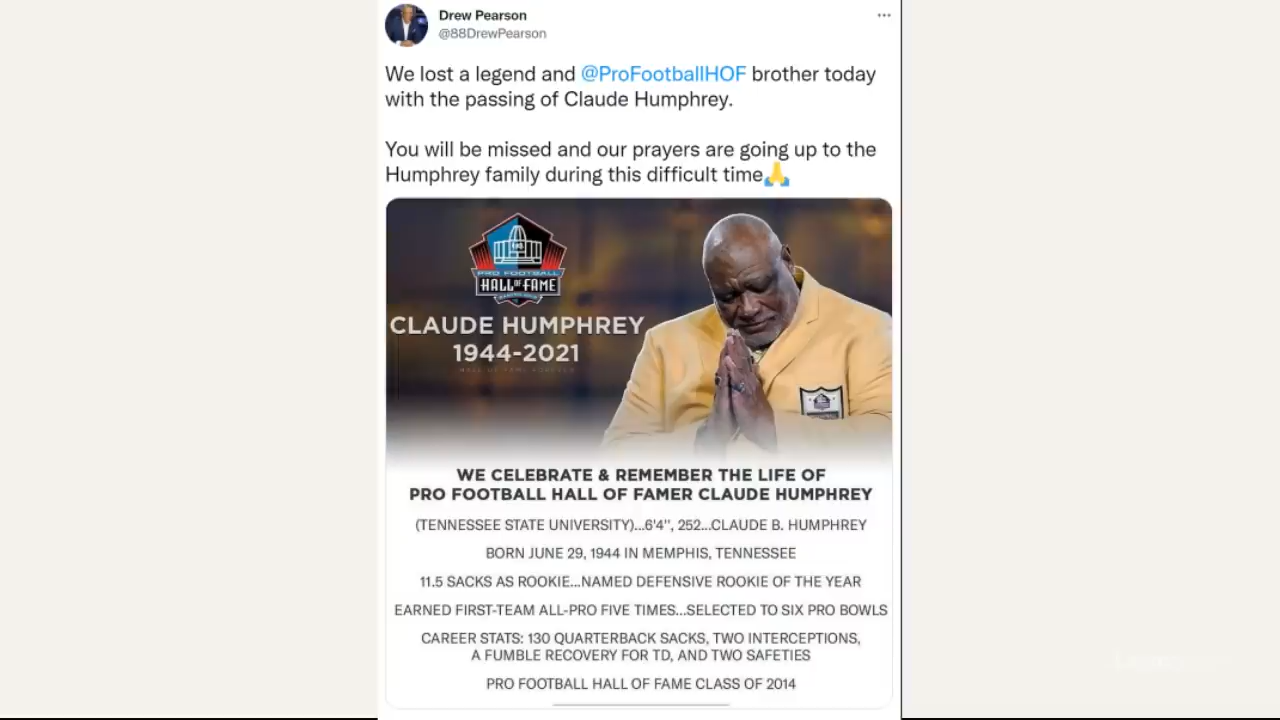 Drew Pearson
@88DrewPearson
We lost a legend and @ProFootballHOF brother today
with the passing of Claude Humphrey.
You will be missed and our prayers are going up to the
Humphrey family during this difficult time🙏
PRO FOOTBALL
HALL OF FAME
CLAUDE HUMPHREY
1944-2021
HALL OF FAME FOREVER
WE CELEBRATE & REMEMBER THE LIFE OF
PRO FOOTBALL HALL OF FAMER CLAUDE HUMPHREY
(TENNESSEE STATE UNIVERSITY)...6'4", 252...CLAUDE B. HUMPHREY
BORN JUNE 29, 1944 IN MEMPHIS, TENNESSEE
11.5 SACKS AS ROOKIE...NAMED DEFENSIVE ROOKIE OF THE YEAR
EARNED FIRST-TEAM ALL-PRO FIVE TIMES...SELECTED TO SIX PRO BOWLS
CAREER STATS: 130 QUARTERBACK SACKS, TWO INTERCEPTIONS,
A FUMBLE RECOVERY FOR TD, AND TWO SAFETIES
PRO FOOTBALL HALL OF FAME CLASS OF 2014